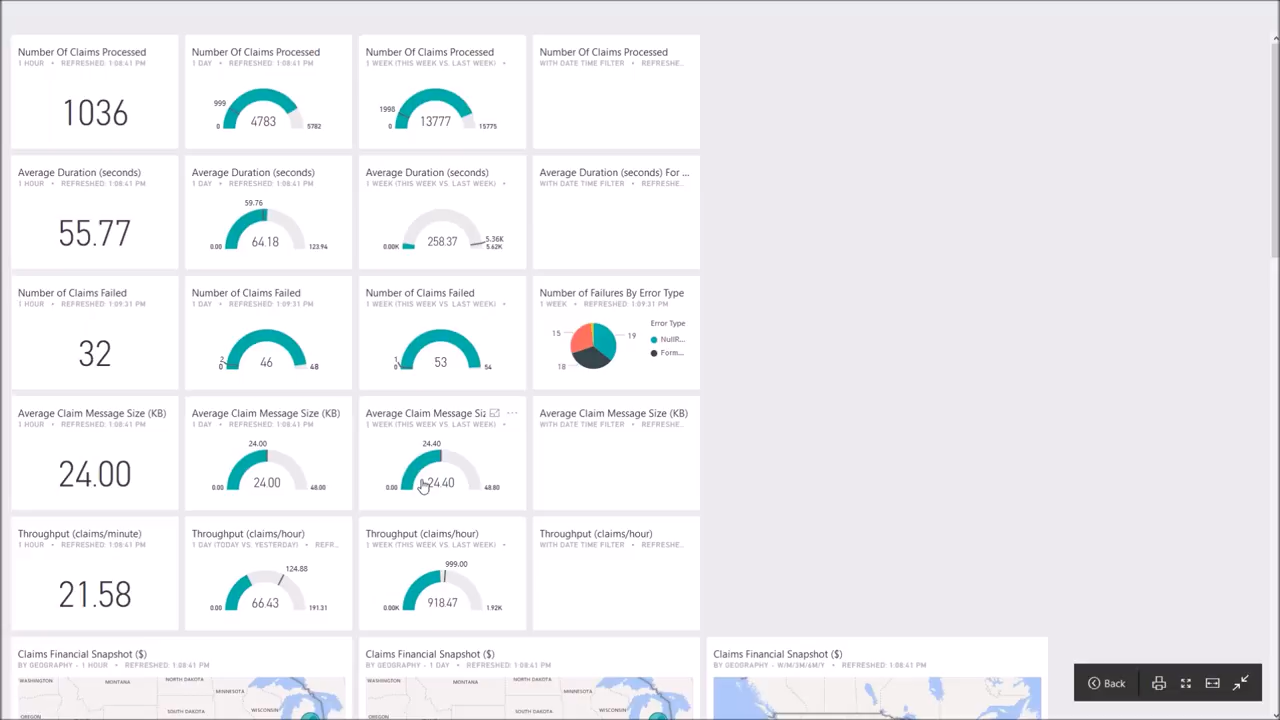 Number Of Claims Processed
1 HOUR • REFRESHED: 1:08:41 PM
1036
Number Of Claims Processed
1 DAY • REFRESHED: 1:08:41 PM
999
0
4783
5782
Number Of Claims Processed
1 WEEK (THIS WEEK VS. LAST WEEK) •
1998
0
13777
15775
Number Of Claims Processed
WITH DATE TIME FILTER • REFRESHE...
Average Duration (seconds)
1 HOUR • REFRESHED: 1:08:41 PM
55.77
Average Duration (seconds)
1 DAY • REFRESHED: 1:08:41 PM
59.76
0.00
64.18
123.94
Average Duration (seconds)
1 WEEK (THIS WEEK VS. LAST WEEK) •
0.00K
258.37
5.36K
5.62K
Average Duration (seconds) For ...
WITH DATE TIME FILTER • REFRESHE...
Number of Claims Failed
1 HOUR • REFRESHED: 1:09:31 PM
32
Number of Claims Failed
1 DAY • REFRESHED: 1:09:31 PM
2
0
46
48
Number of Claims Failed
1 WEEK (THIS WEEK VS. LAST WEEK) •
1
0
53
54
Number of Failures By Error Type
1 WEEK • REFRESHED: 1:09:31 PM
15
19
18
Error Type
NullR...
Form...
Average Claim Message Size (KB)
1 HOUR • REFRESHED: 1:08:41 PM
24.00
Average Claim Message Size (KB)
1 DAY • REFRESHED: 1:08:41 PM
24.00
0.00
24.00
48.00
Average Claim Message Si
1 WEEK (THIS WEEK VS. LAST WEEK) •
24.40
0.00
24.40
48.80
Average Claim Message Size (KB)
WITH DATE TIME FILTER • REFRESHE...
Throughput (claims/minute)
1 HOUR • REFRESHED: 1:08:41 PM
21.58
Throughput (claims/hour)
1 DAY (TODAY VS. YESTERDAY) • REFR...
124.88
0.00
66.43
191.31
Throughput (claims/hour)
1 WEEK (THIS WEEK VS. LAST WEEK) •
999.00
0.00K
918.47
1.92K
Throughput (claims/hour)
WITH DATE TIME FILTER • REFRESHE...
Claims Financial Snapshot ($)
BY GEOGRAPHY - 1 HOUR • REFRESHED: 1:08:41 PM
WASHINGTON
MONTANA
NORTH DAKOTA
MINNESOTA
SOUTH DAKOTA
WISCONSIN
OREGON
Claims Financial Snapshot ($)
BY GEOGRAPHY - 1 DAY • REFRESHED: 1:08:41 PM
WASHINGTON
MONTANA
NORTH DAKOTA
MINNESOTA
SOUTH DAKOTA
WISCONSIN
OREGON
Claims Financial Snapshot ($)
BY GEOGRAPHY - W/M/3M/6M/Y • REFRESHED: 1:08:41 PM
Back